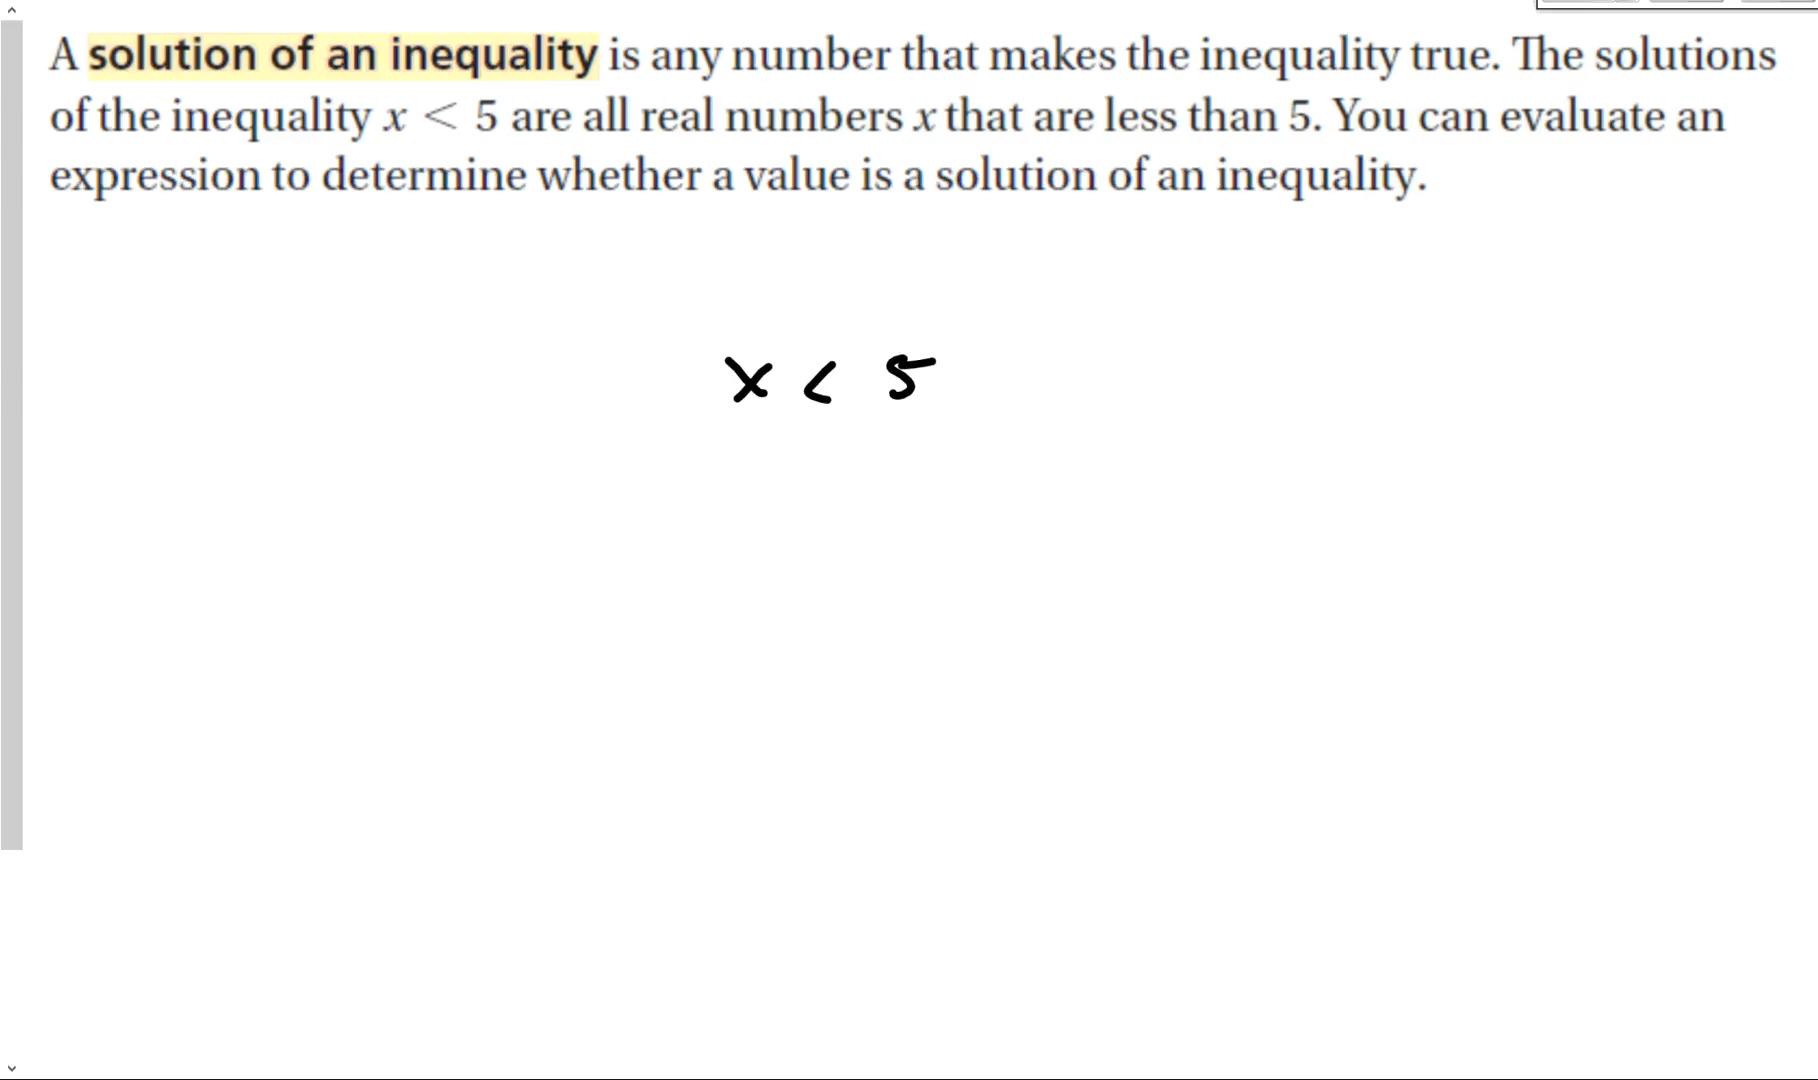 A solution of an inequality is any number that makes the inequality true. The solutions
of the inequality x < 5 are all real numbers x that are less than 5. You can evaluate an
expression to determine whether a value is a solution of an inequality.
x < 5